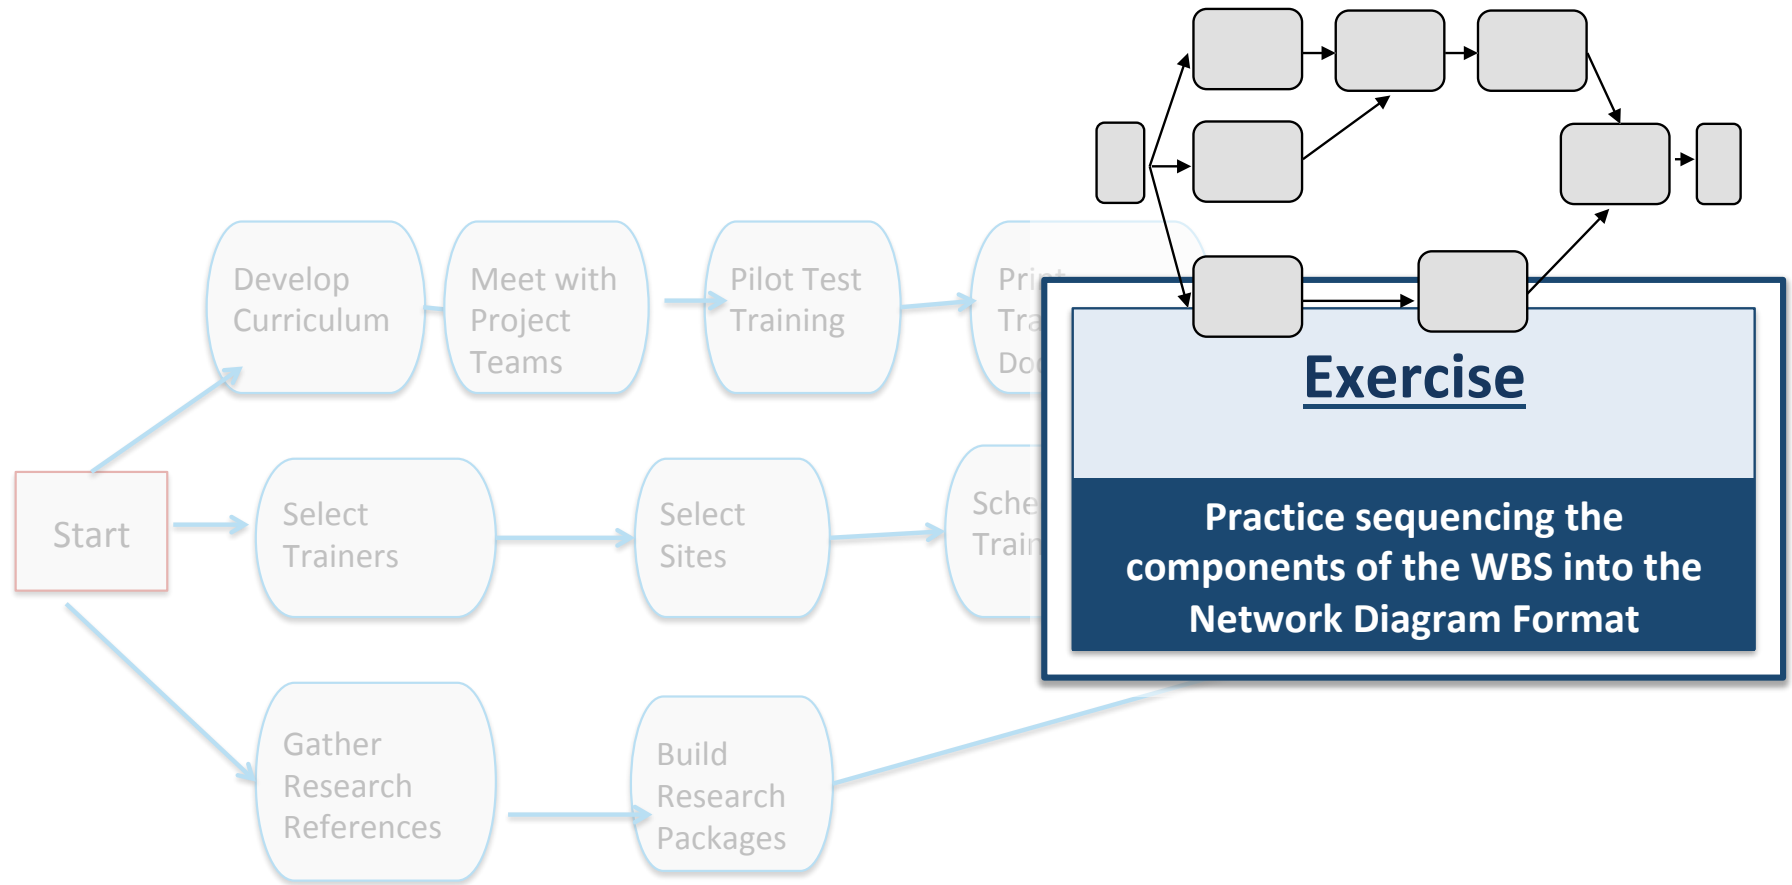 Develop
Curriculum
Meet with
Project
Teams
Pilot Test
Training
Exercise
Start
Select
Trainers
Select
Sites
Practice sequencing the
components of the WBS into the
Network Diagram Format
Gather
Research
References
Build
Research
Packages